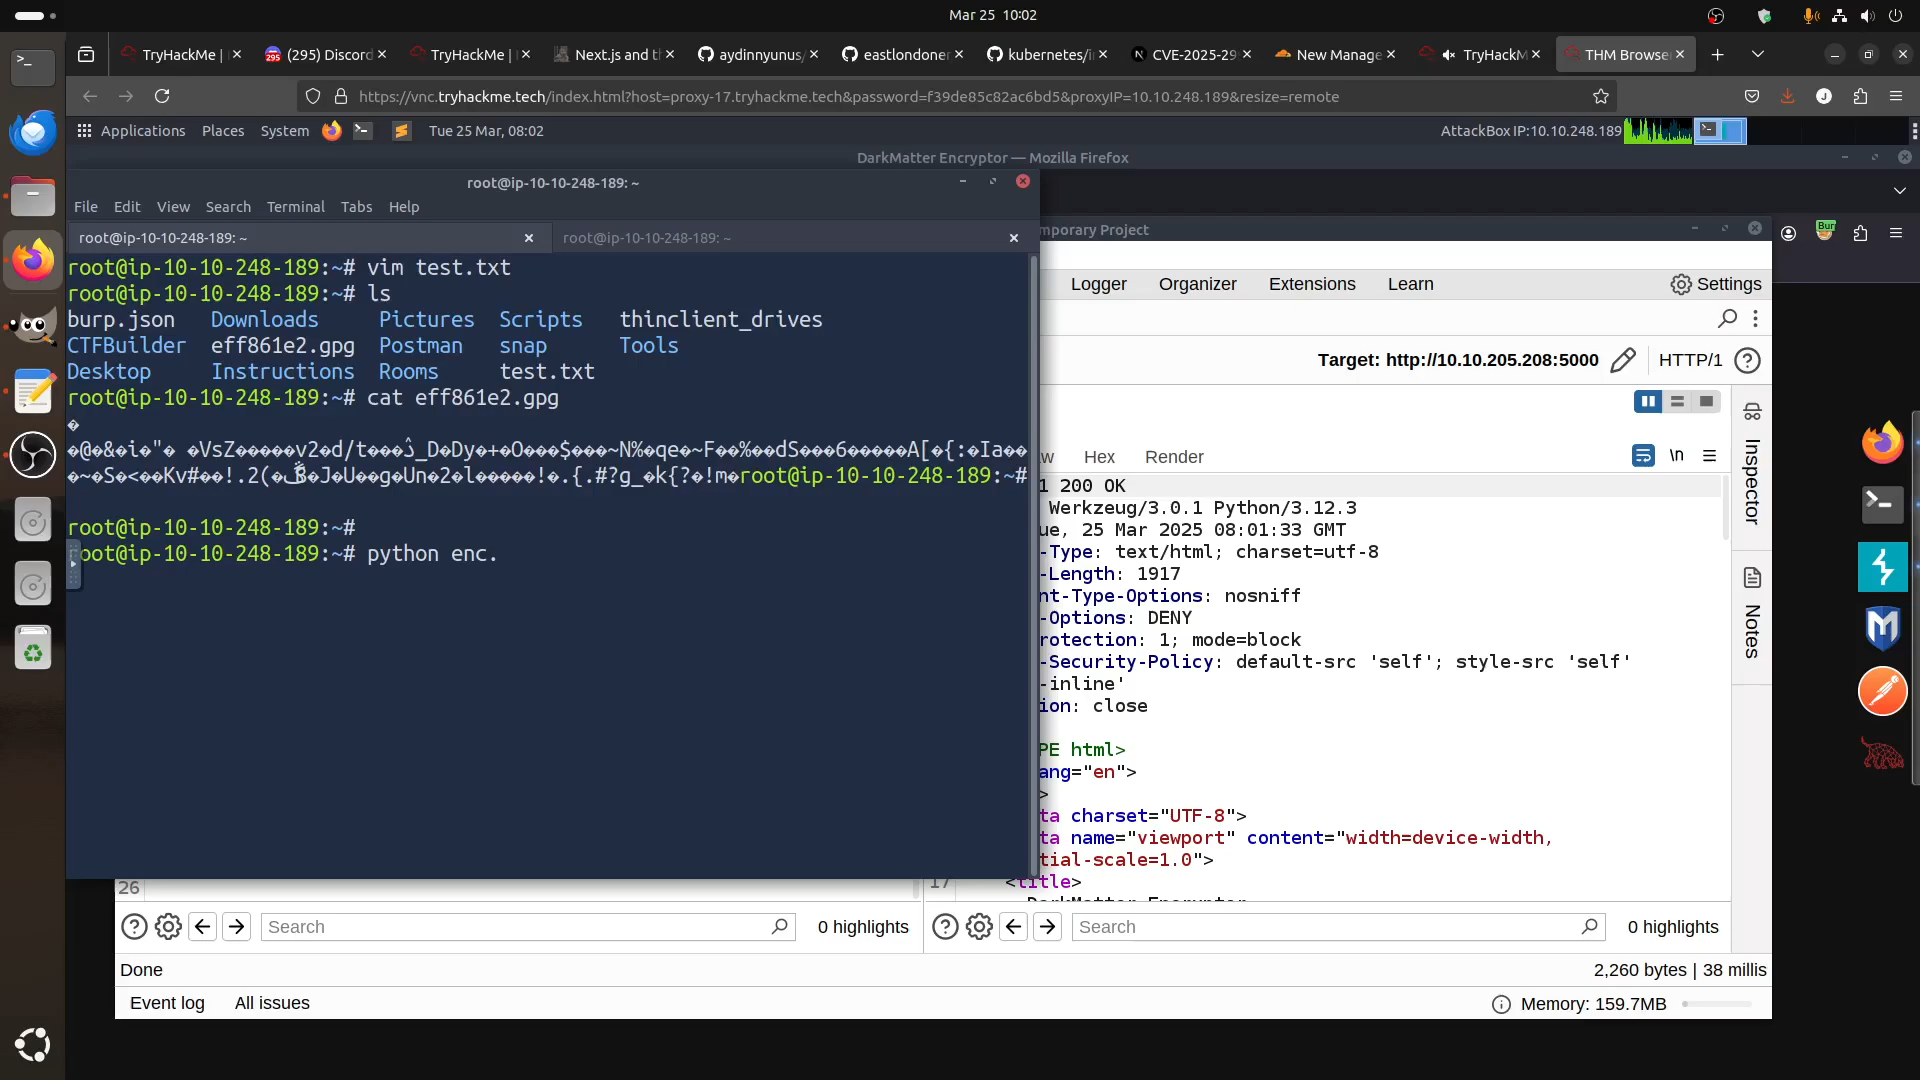 Mar 25 10:02
TryHackMe |
(295) Discord
TryHackMe |
Next.js and t
aydinnyunus/
eastlondoner
kubernetes/i
CVE-2025-29
New Manage
TryHackM
THM Browse
https://vnc.tryhackme.tech/index.html?host=proxy-17.tryhackme.tech&password=f39de85c82ac6bd5&proxyIP=10.10.248.189&resize=remote
Applications Places System Tue 25 Mar, 08:02 AttackBox IP:10.10.248.189
DarkMatter Encryptor — Mozilla Firefox
root@ip-10-10-248-189: ~
File Edit View Search Terminal Tabs Help
root@ip-10-10-248-189: ~
root@ip-10-10-248-189: ~
root@ip-10-10-248-189:~# vim test.txt
root@ip-10-10-248-189:~# ls
burp.json Downloads Pictures Scripts thinclient_drives
CTFBuilder eff861e2.gpg Postman snap Tools
Desktop Instructions Rooms test.txt
root@ip-10-10-248-189:~# cat eff861e2.gpg
root@ip-10-10-248-189:~#
root@ip-10-10-248-189:~#
root@ip-10-10-248-189:~# python enc.
mporary Project
Logger Organizer Extensions Learn Settings
Target: http://10.10.205.208:5000 HTTP/1
aw Hex Render \n
1 200 OK
Werkzeug/3.0.1 Python/3.12.3
ue, 25 Mar 2025 08:01:33 GMT
-Type: text/html; charset=utf-8
-Length: 1917
nt-Type-Options: nosniff
-Options: DENY
rotection: 1; mode=block
-Security-Policy: default-src 'self'; style-src 'self'
-inline'
ion: close
PE html>
ang="en">
>
ta charset="UTF-8">
ta name="viewport" content="width=device-width,
tial-scale=1.0">
17 <title>
DarkMatter Encryptor
26
Inspector
Notes
Bur
Search 0 highlights
Search 0 highlights
Done 2,260 bytes | 38 millis
Event log All issues Memory: 159.7MB